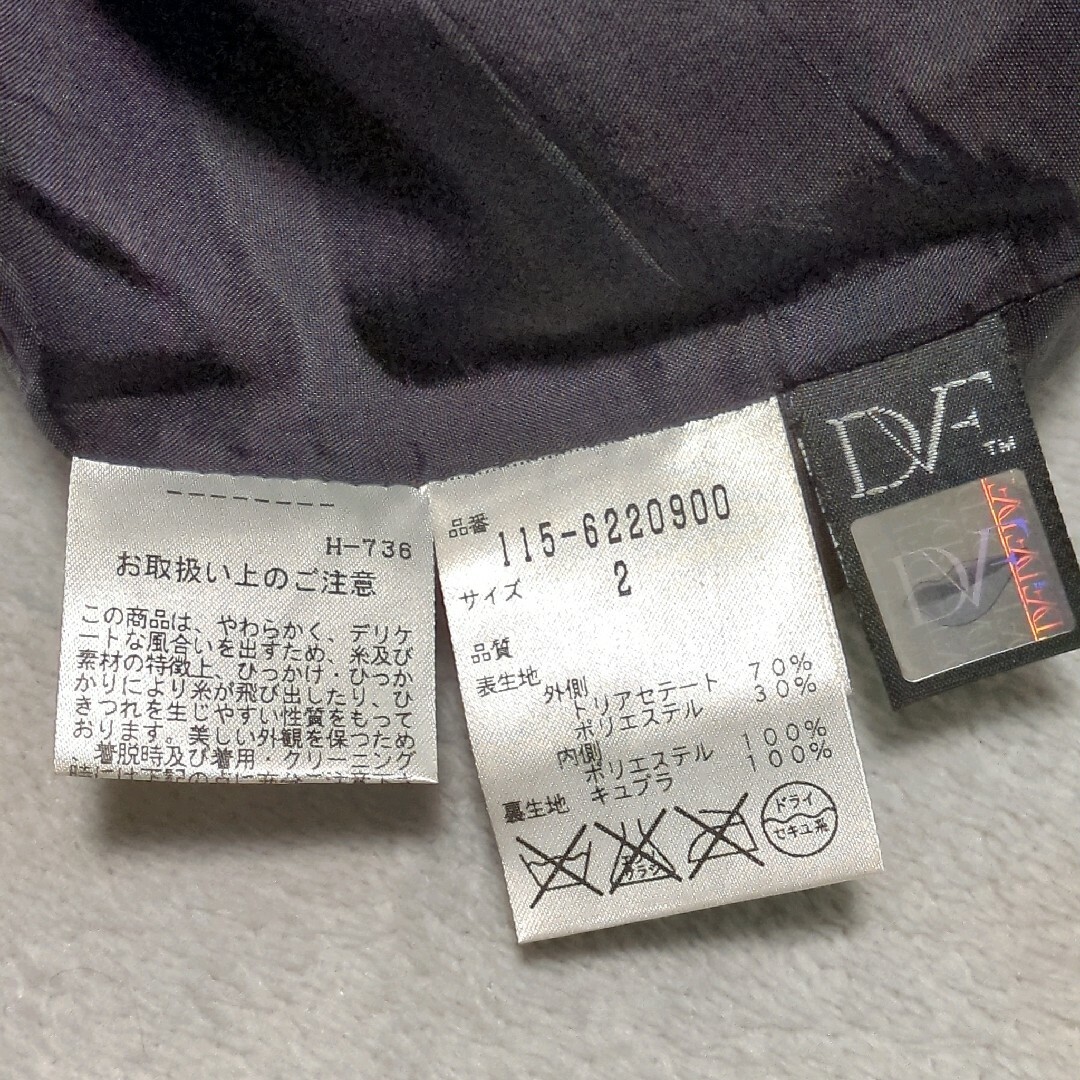 --------
H-736
お取扱い上のご注意
この商品は、やわらかく、デリケ
ートな風合いを出すため、糸及び
素材の特徴上、ひっかけ・ひっか
かりにより糸が飛び出したり、ひ
きつれを生じやすい性質をもって
おります。美しい外観を保つため
、着脱時及び着用・クリーニング
品番 115-6220900
サイズ 2
品質
表生地 外側
トリアセテート 70%
ポリエステル 30%
内側
ポリエステル 100%
裏生地 キュプラ 100%
ドライ
セキユ系
DVF™
DVF